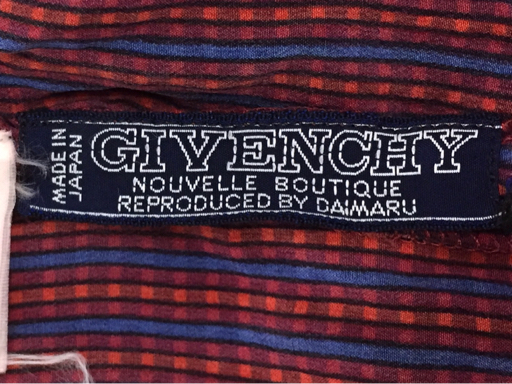 MADE IN
JAPAN
GIVENCHY
NOUVELLE BOUTIQUE
REPRODUCED BY DAIMARU